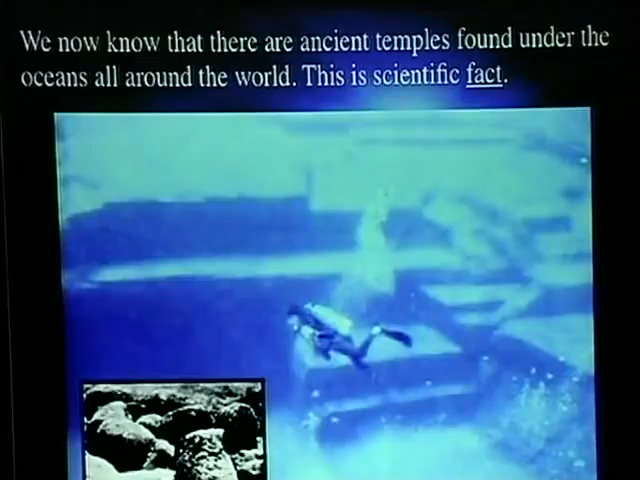 We now know that there are ancient temples found under the
oceans all around the world. This is scientific fact.